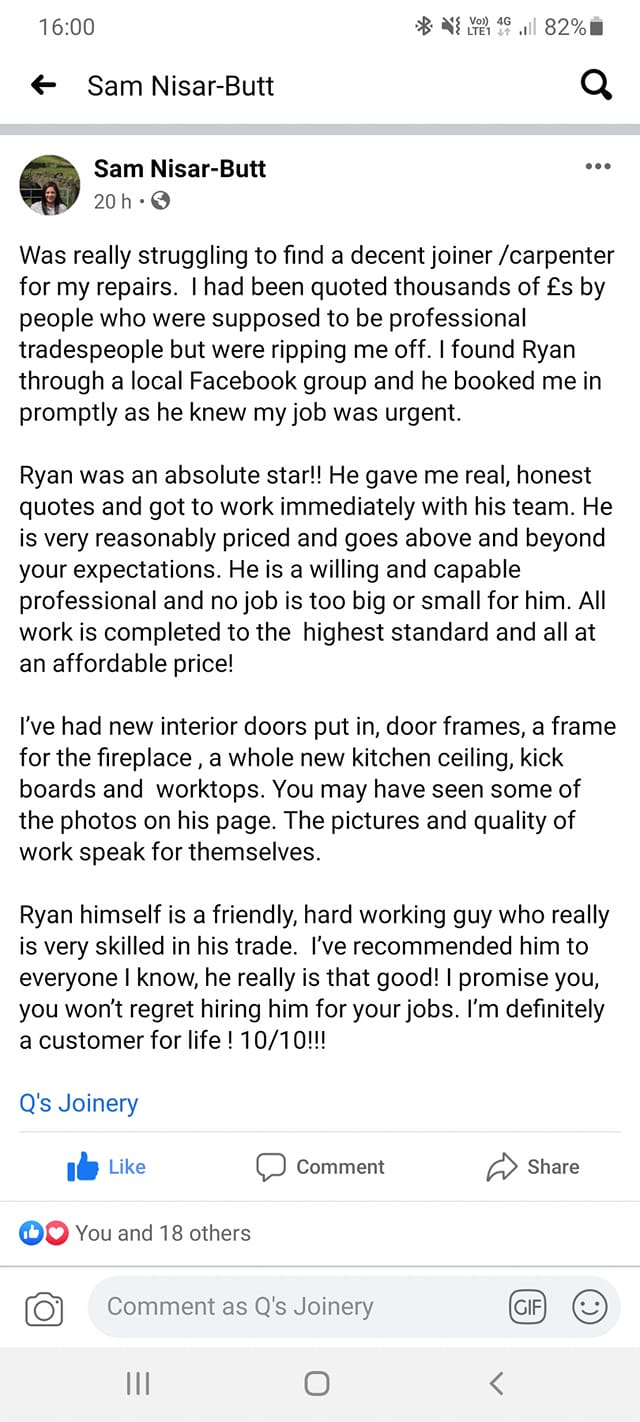 16:00
Vo)) LTE1 4G 82%
Sam Nisar-Butt
Sam Nisar-Butt
20 h •
Was really struggling to find a decent joiner /carpenter
for my repairs.  I had been quoted thousands of £s by
people who were supposed to be professional
tradespeople but were ripping me off. I found Ryan
through a local Facebook group and he booked me in
promptly as he knew my job was urgent.
Ryan was an absolute star!! He gave me real, honest
quotes and got to work immediately with his team. He
is very reasonably priced and goes above and beyond
your expectations. He is a willing and capable
professional and no job is too big or small for him. All
work is completed to the  highest standard and all at
an affordable price!
I’ve had new interior doors put in, door frames, a frame
for the fireplace , a whole new kitchen ceiling, kick
boards and  worktops. You may have seen some of
the photos on his page. The pictures and quality of
work speak for themselves.
Ryan himself is a friendly, hard working guy who really
is very skilled in his trade.  I’ve recommended him to
everyone I know, he really is that good! I promise you,
you won’t regret hiring him for your jobs. I’m definitely
a customer for life ! 10/10!!!
Q's Joinery
Like Comment Share
You and 18 others
Comment as Q's Joinery GIF